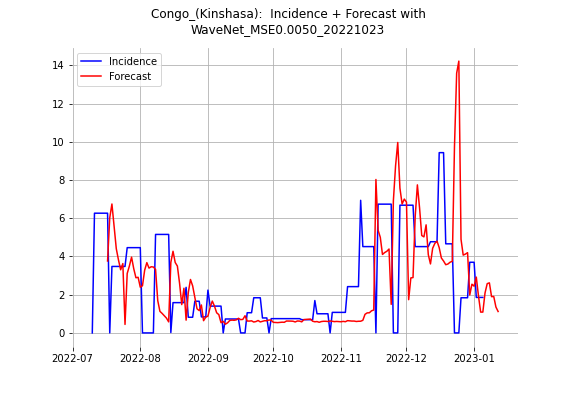 Congo_(Kinshasa):  Incidence + Forecast with
WaveNet_MSE0.0050_20221023
Incidence
Forecast
14
12
10
8
6
4
2
0
2022-07 2022-08 2022-09 2022-10 2022-11 2022-12 2023-01